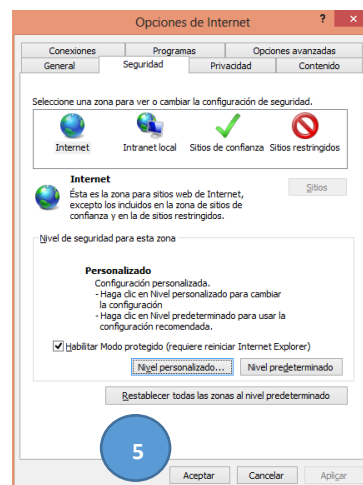 Opciones de Internet
?
x
Conexiones Programas Opciones avanzadas
General Seguridad Privacidad Contenido
Seleccione una zona para ver o cambiar la configuración de seguridad.
Internet Intranet local Sitios de confianza Sitios restringidos
Internet
Sitios
Ésta es la zona para sitios web de Internet,
excepto los incluidos en la zona de sitios de
confianza y en la de sitios restringidos.
Nivel de seguridad para esta zona
Personalizado
Configuración personalizada.
- Haga clic en Nivel personalizado para cambiar
la configuración
- Haga clic en Nivel predeterminado para usar la
configuración recomendada.
Habilitar Modo protegido (requiere reiniciar Internet Explorer)
Nivel personalizado... Nivel predeterminado
Restablecer todas las zonas al nivel predeterminado
5
Aceptar Cancelar Aplicar